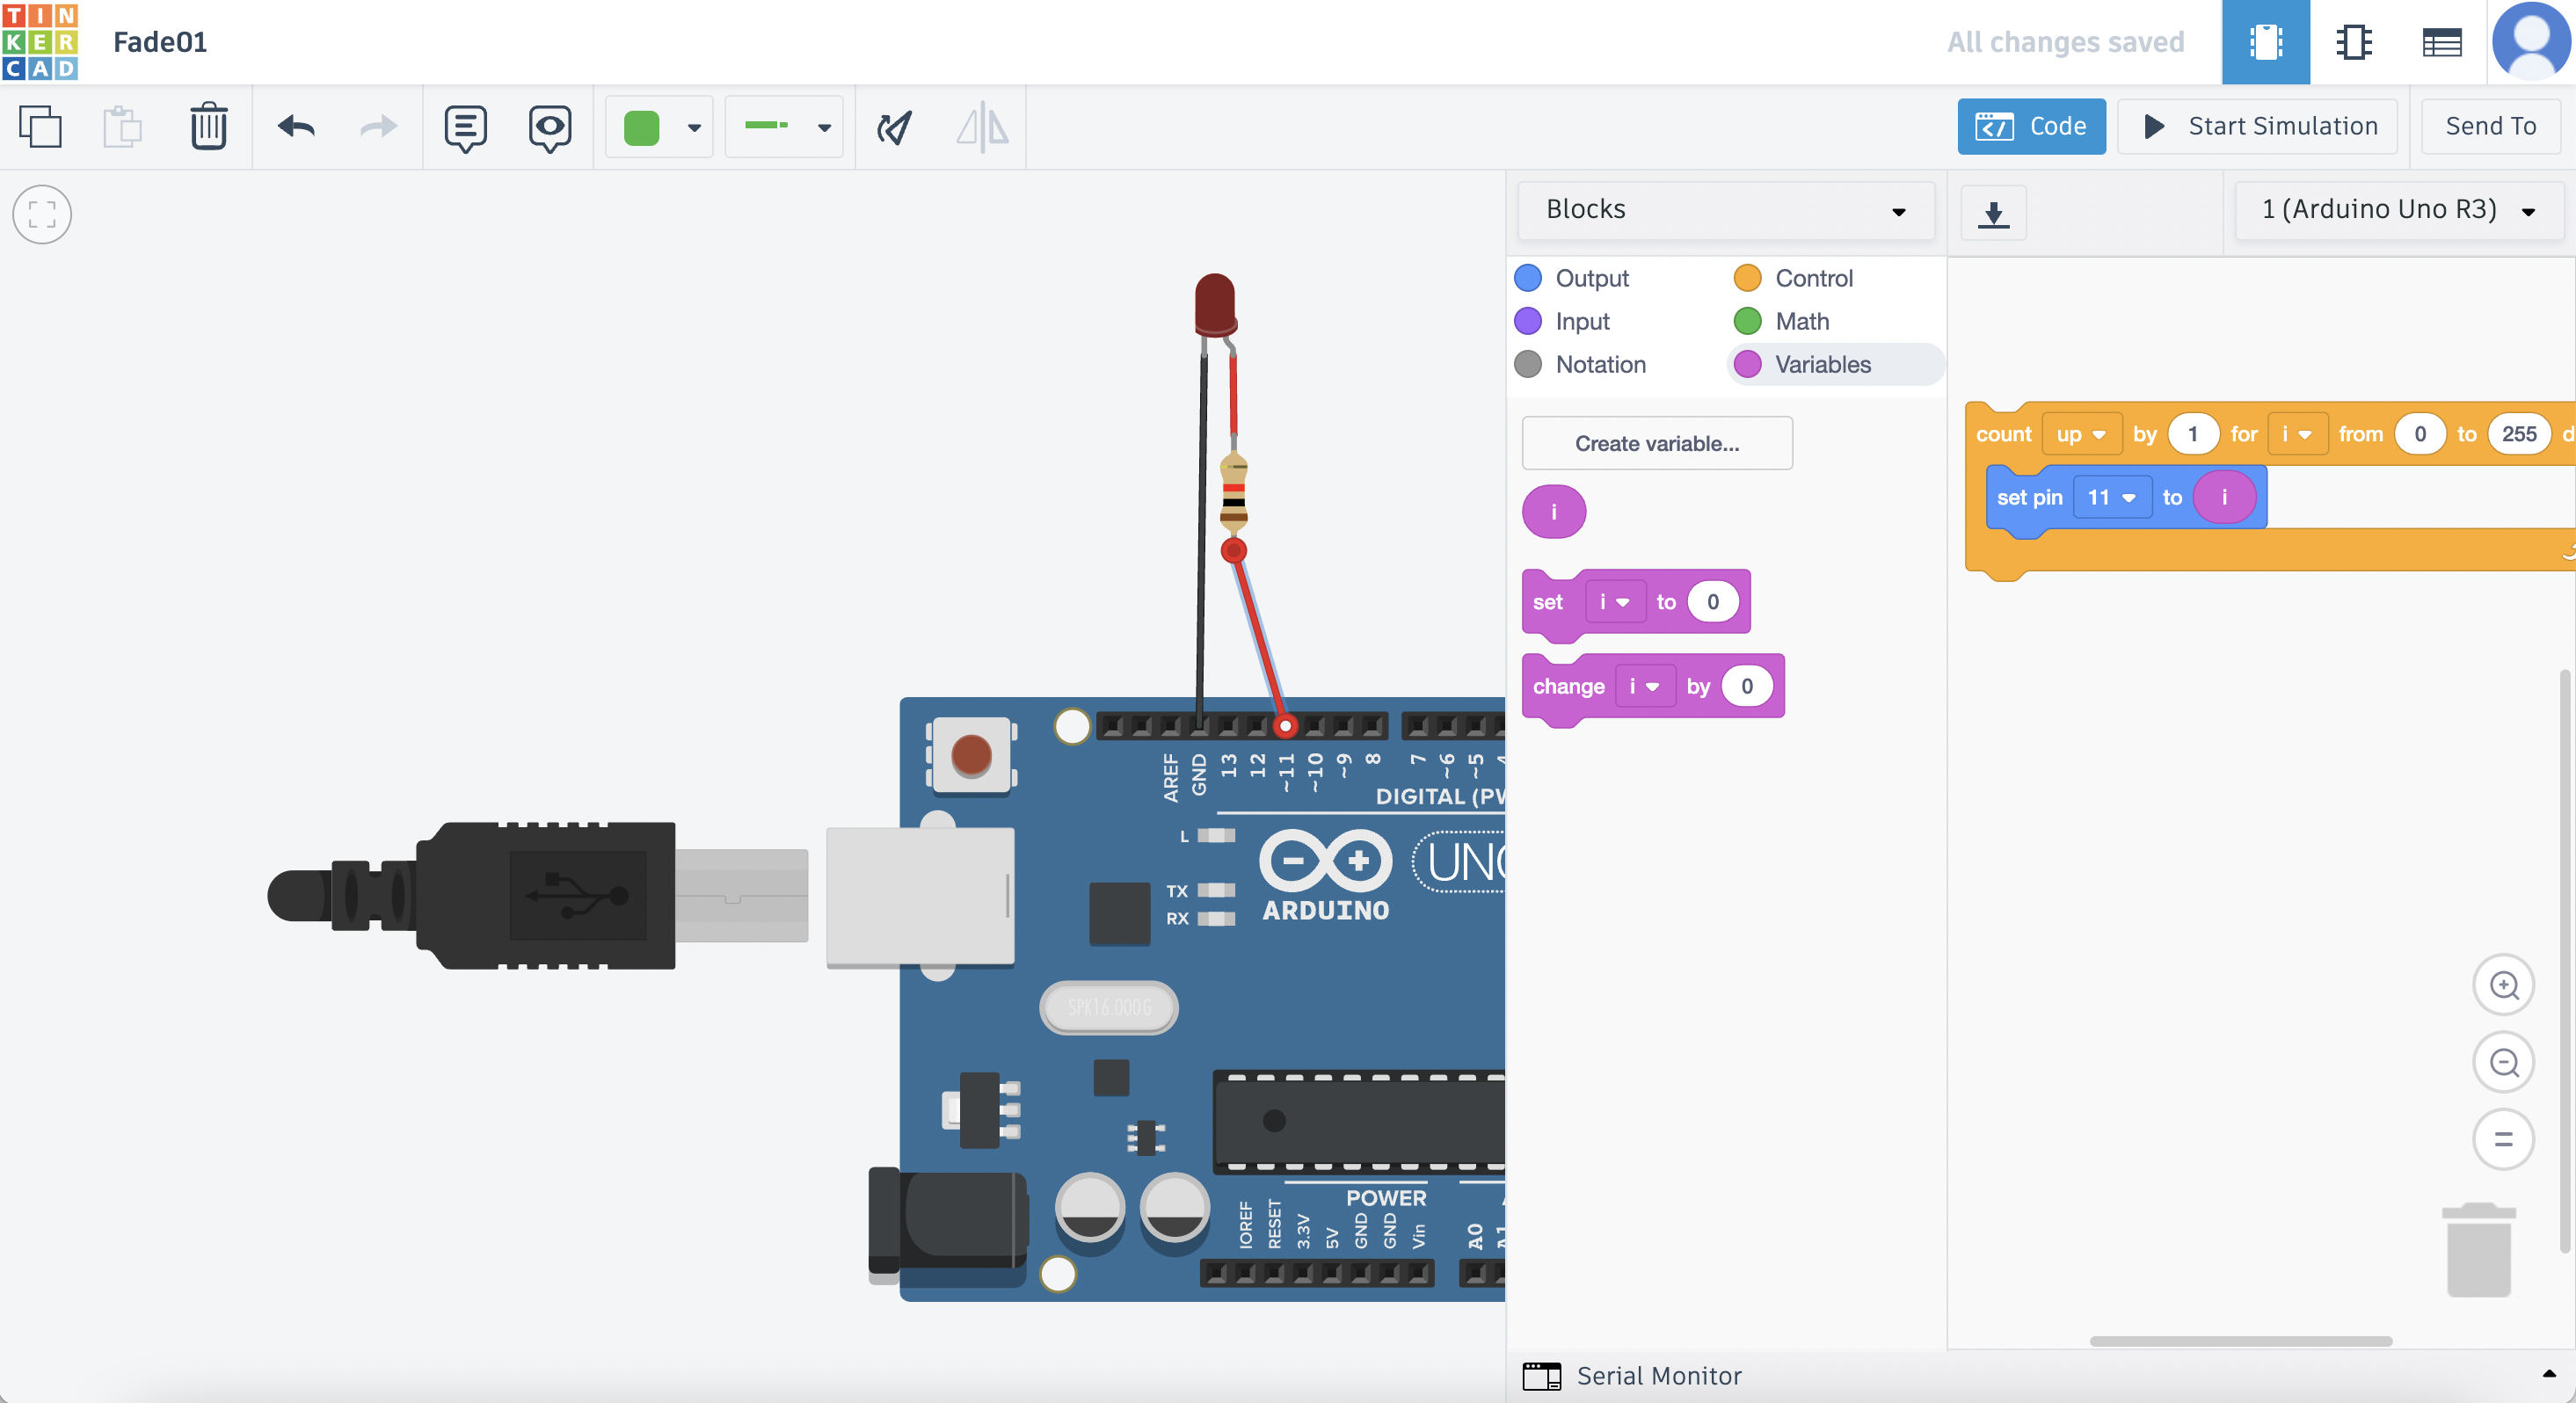 TIN
KER
CAD
Fade01
All changes saved
Code
Start Simulation
Send To
Blocks
1 (Arduino Uno R3)
Output
Control
Input
Math
Notation
Variables
Create variable...
i
set i to 0
change i by 0
count up by 1 for i from 0 to 255 d
set pin 11 to i
AREF
GND
13
12
~11
~10
~9
8
7
~6
~5
4
DIGITAL (PW
L
TX
RX
ARDUINO
UNO
SPK16.000G
POWER
IOREF
RESET
3.3V
5V
GND
GND
Vin
A0
A1
Serial Monitor